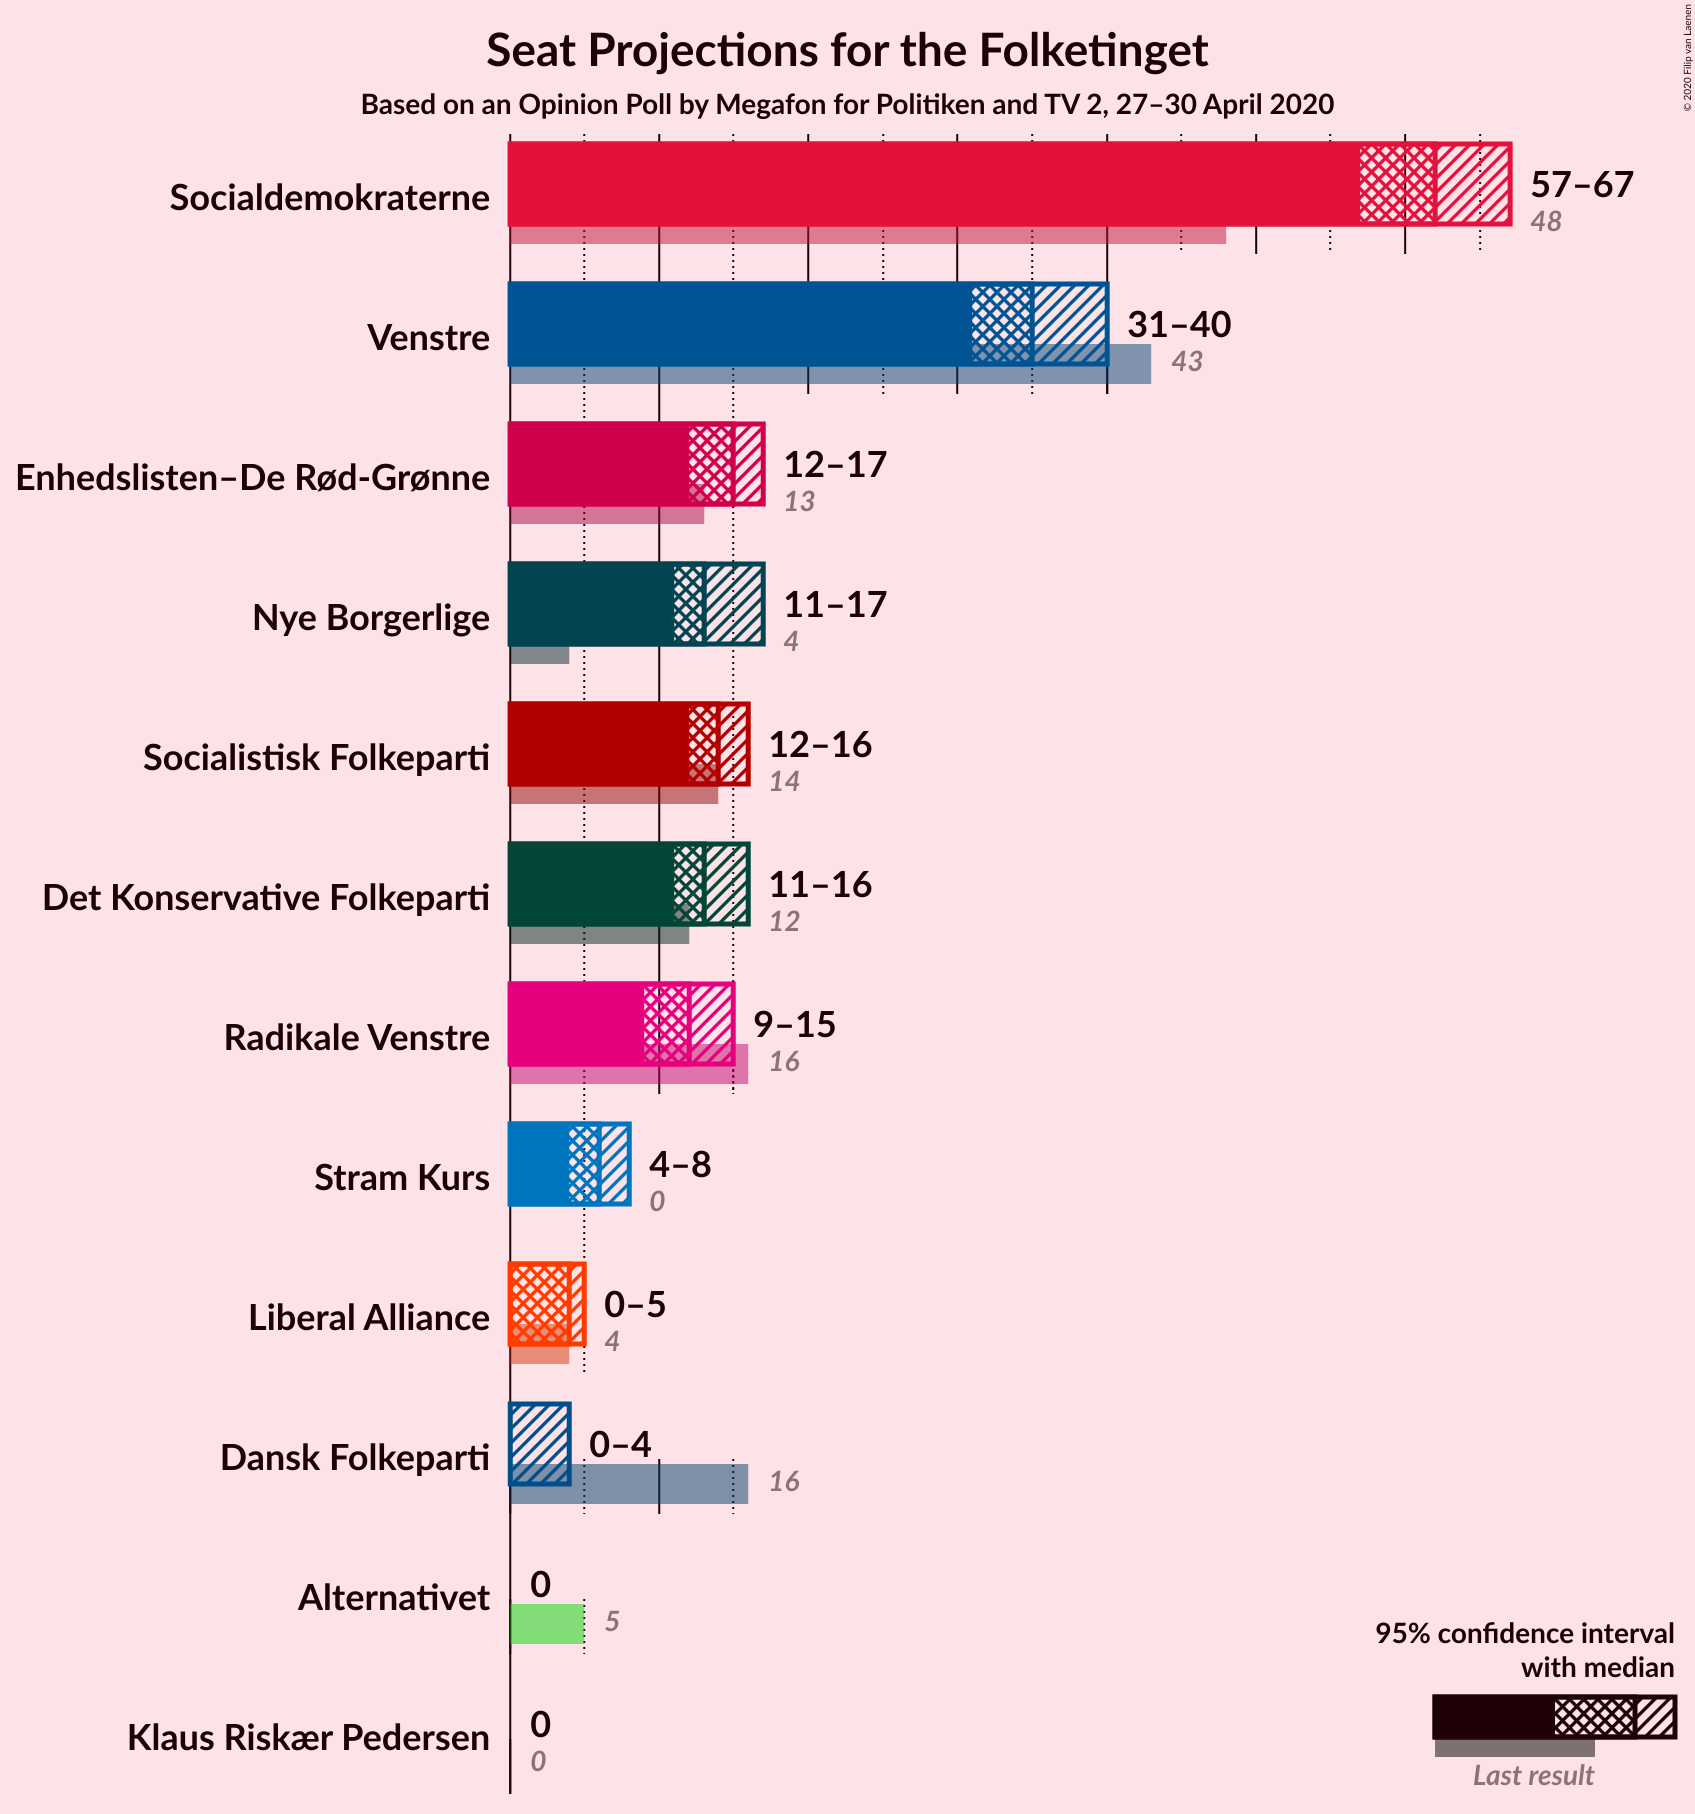 Seat Projections for the Folketinget
Based on an Opinion Poll by Megafon for Politiken and TV 2, 27–30 April 2020
© 2020 Filip van Laenen
Socialdemokraterne
57–67
48
Venstre
31–40
43
Enhedslisten–De Rød-Grønne
12–17
13
Nye Borgerlige
11–17
4
Socialistisk Folkeparti
12–16
14
Det Konservative Folkeparti
11–16
12
Radikale Venstre
9–15
16
Stram Kurs
4–8
0
Liberal Alliance
0–5
4
Dansk Folkeparti
0–4
16
Alternativet
0
5
Klaus Riskær Pedersen
0
0
95% confidence interval
with median
Last result